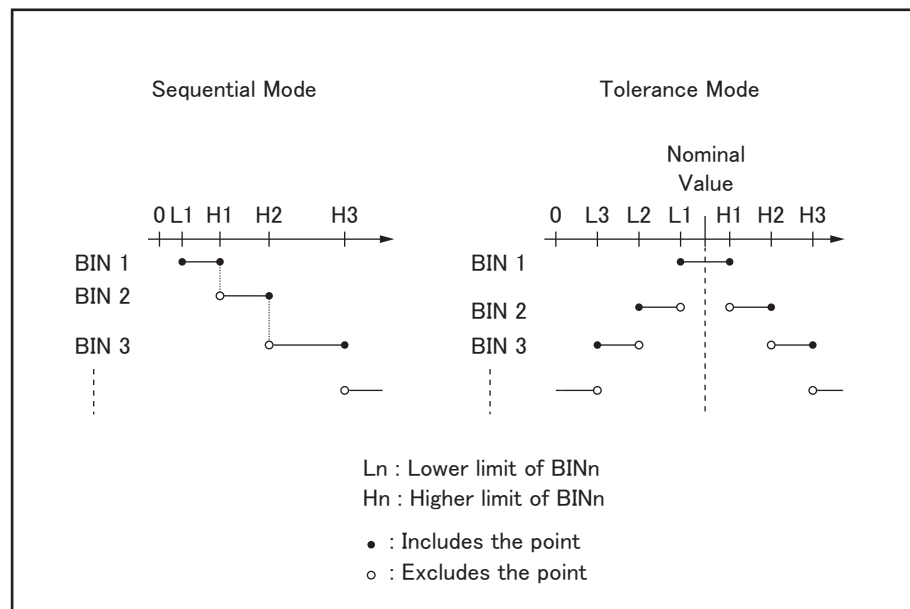 Sequential Mode
Tolerance Mode
Nominal
Value
0 L1 H1 H2 H3
0 L3 L2 L1 H1 H2 H3
BIN 1
BIN 1
BIN 2
BIN 2
BIN 3
BIN 3
Ln : Lower limit of BINn
Hn : Higher limit of BINn
● : Includes the point
○ : Excludes the point